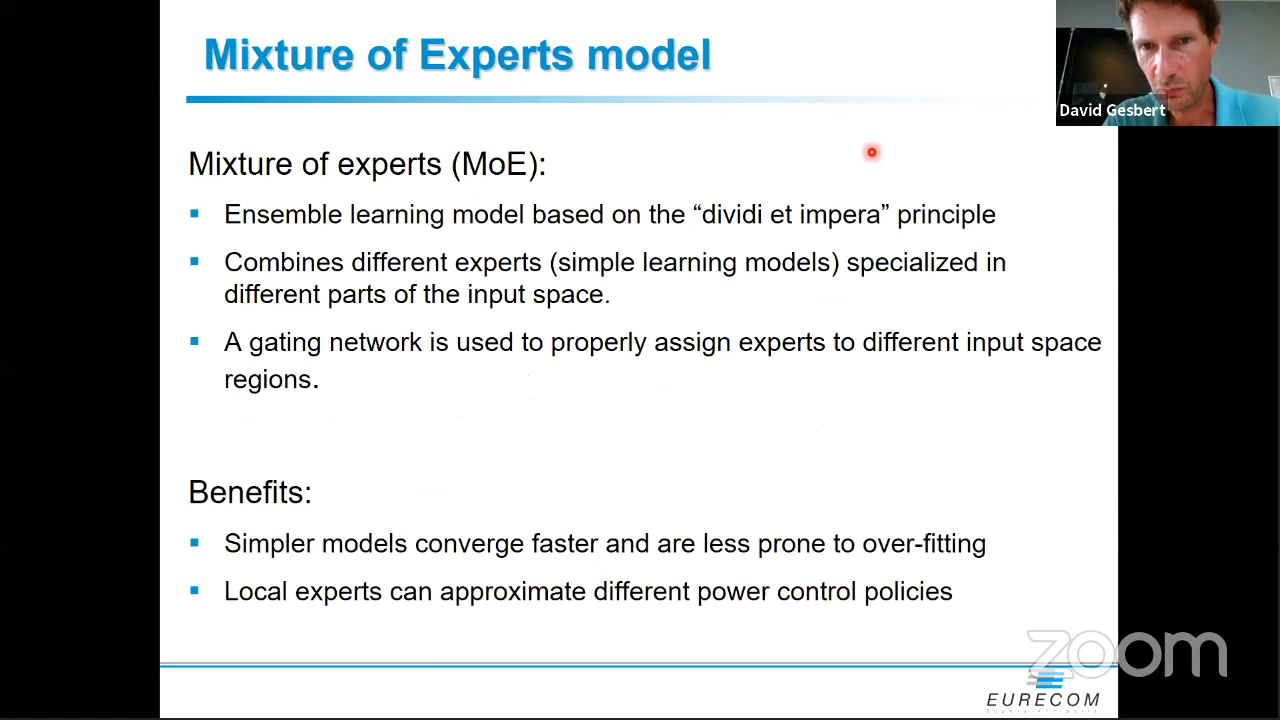 Mixture of Experts model
David Gesbert
Mixture of experts (MoE):
Ensemble learning model based on the “dividi et impera” principle
Combines different experts (simple learning models) specialized in
different parts of the input space.
A gating network is used to properly assign experts to different input space
regions.
Benefits:
Simpler models converge faster and are less prone to over-fitting
Local experts can approximate different power control policies
zoom
EURECOM